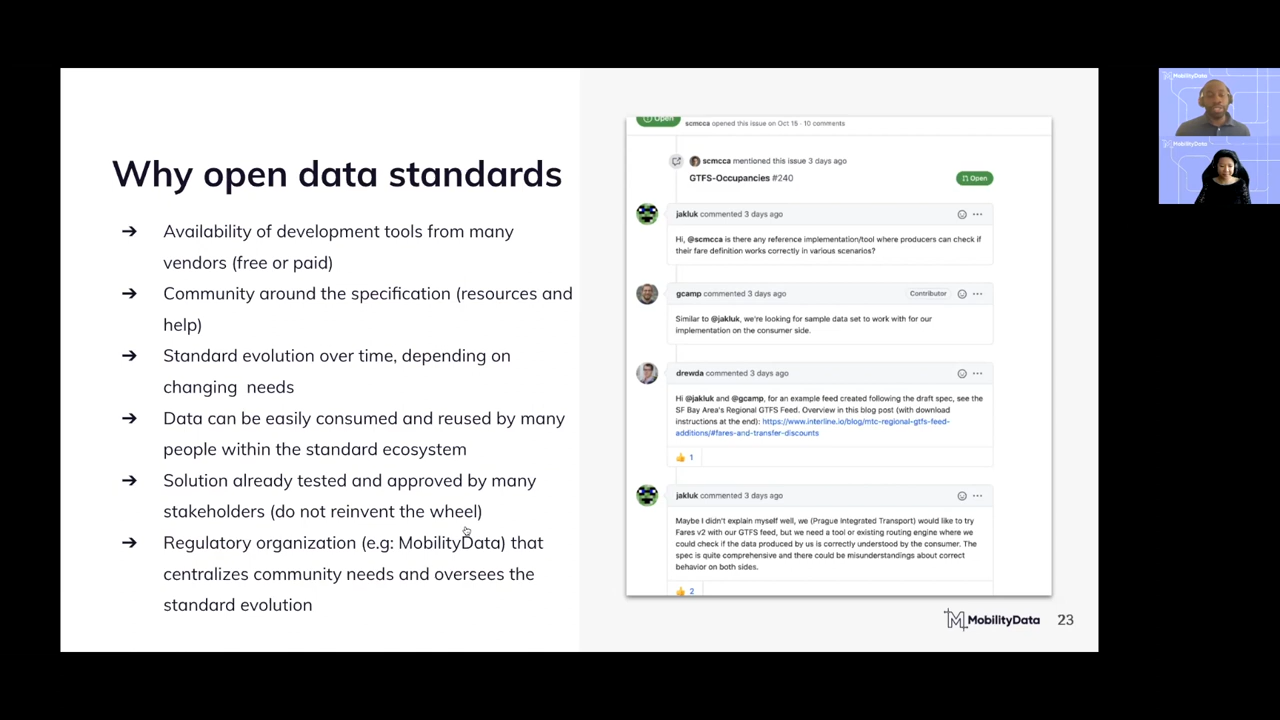 Why open data standards
➔ Availability of development tools from many
vendors (free or paid)
➔ Community around the specification (resources and
help)
➔ Standard evolution over time, depending on
changing needs
➔ Data can be easily consumed and reused by many
people within the standard ecosystem
➔ Solution already tested and approved by many
stakeholders (do not reinvent the wheel)
➔ Regulatory organization (e.g: MobilityData) that
centralizes community needs and oversees the
standard evolution
Open scmcca opened this issue on Oct 15 · 10 comments
scmcca mentioned this issue 3 days ago
GTFS-Occupancies #240 Open
jakluk commented 3 days ago
Hi, @scmcca is there any reference implementation/tool where producers can check if
their fare definition works correctly in various scenarios?
gcamp commented 3 days ago Contributor
Similar to @jakluk, we're looking for sample data set to work with for our
implementation on the consumer side.
drewda commented 3 days ago
Hi @jakluk and @gcamp, for an example feed created following the draft spec, see the
SF Bay Area's Regional GTFS Feed. Overview in this blog post (with download
instructions at the end): https://www.interline.io/blog/mtc-regional-gtfs-feed-
additions/#fares-and-transfer-discounts
👍 1
jakluk commented 3 days ago
Maybe I didn't explain myself well, we (Prague Integrated Transport) would like to try
Fares v2 with our GTFS feed, but we need a tool or existing routing engine where we
could check if the data produced by us is correctly understood by the consumer. The
spec is quite comprehensive and there could be misunderstandings about correct
behavior on both sides.
👍 2
MobilityData 23
MobilityData
MobilityData